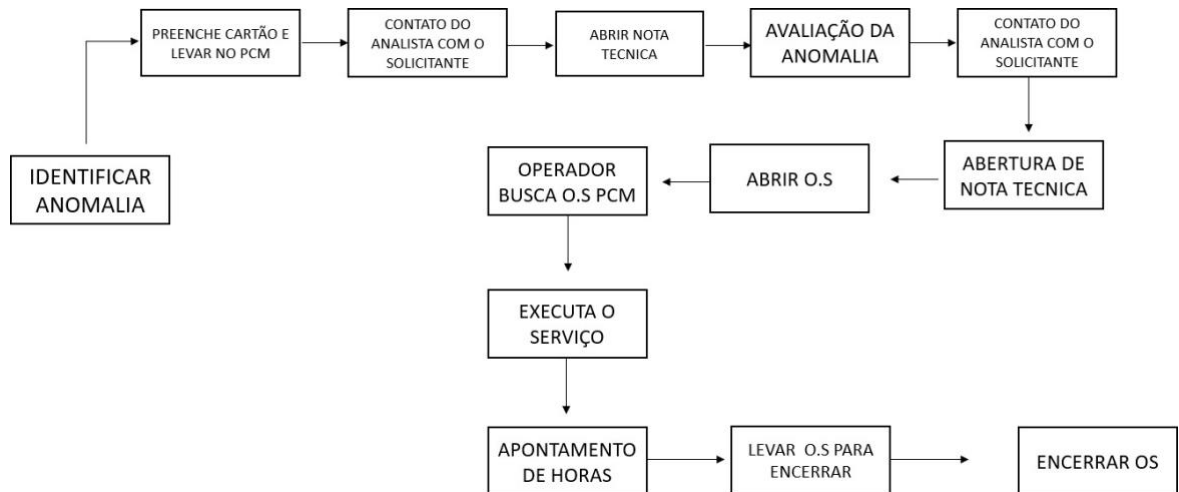 IDENTIFICAR
ANOMALIA
PREENCHE CARTÃO E
LEVAR NO PCM
CONTATO DO
ANALISTA COM O
SOLICITANTE
ABRIR NOTA
TECNICA
AVALIAÇÃO DA
ANOMALIA
CONTATO DO
ANALISTA COM O
SOLICITANTE
ABERTURA DE
NOTA TECNICA
ABRIR O.S
OPERADOR
BUSCA O.S PCM
EXECUTA O
SERVIÇO
APONTAMENTO
DE HORAS
LEVAR O.S PARA
ENCERRAR
ENCERRAR OS